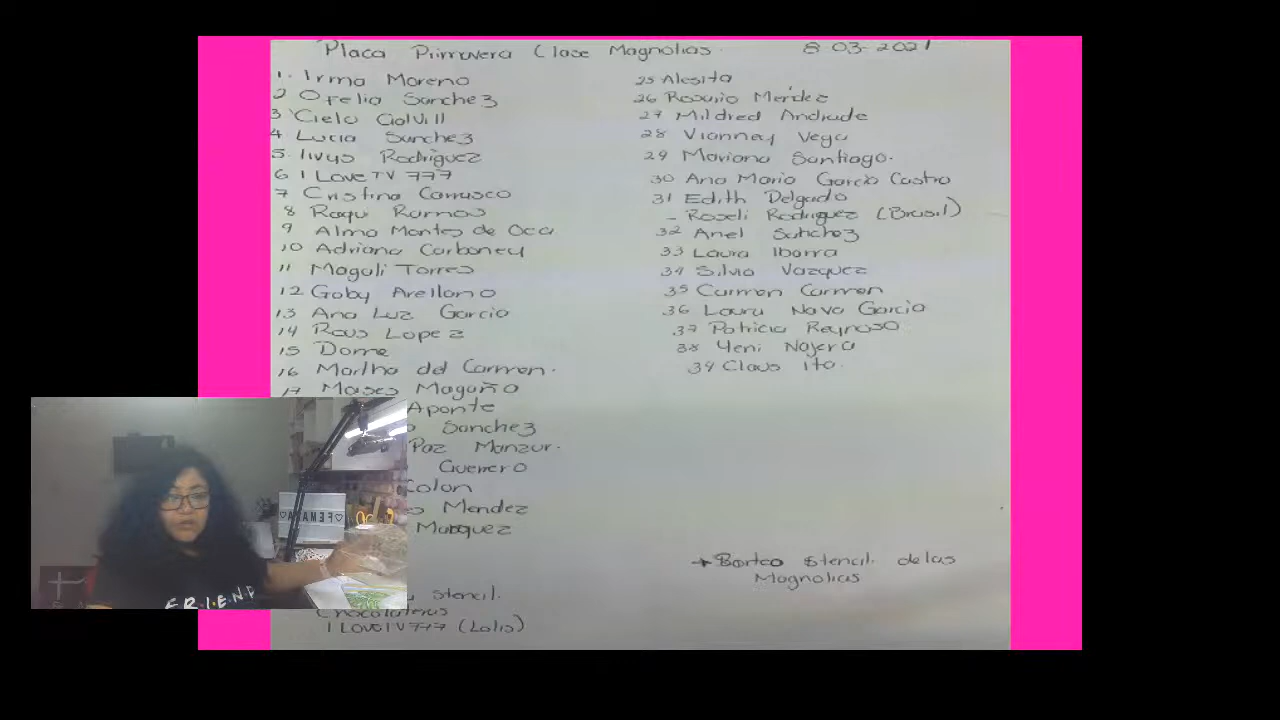 Placa Primavera Clase Magnolias 8-03-2021
1. Irma Moreno
2 Ofelia Sanchez
3 Cielo Galvill
4 Lucia Sanchez
5. Rodriguez
6 I Love TV 777
7 Cristina Carrasco
8 Raqui Ramos
9 Alma Montes de Oca
10 Adriana Carboney
11 Magali Torres
12 Gaby Arellano
13 Ana Luz Garcia
14 Rous Lopez
15 Dome
16 Martha del Carmen.
17 Moises Magaña
Aponte
Sanchez
Paz Manzur.
Guerrero
Colon
Mendez
Marquez
stencil.
Chocolateras
I LOVE TV 777 (Lolis)
25 Alesita
26 Rosario Mendez
27 Mildred Andrade
28 Vianney Vega
29 Mariana Santiago.
30 Ana Maria Garcia Castro
31 Edith Delgado
- Roseli Rodriguez (Brasil)
32 Anel Sanchez
33 Laura Ibarra
34 Silvia Vazquez
35 Carmen Carmen
36 Laura Nava Garcia
37 Patricia Reynoso
38 Yeni Najera
39 Claus Ito.
stencil de las
Magnolias
FEMANA
F.R.I.E.N.D